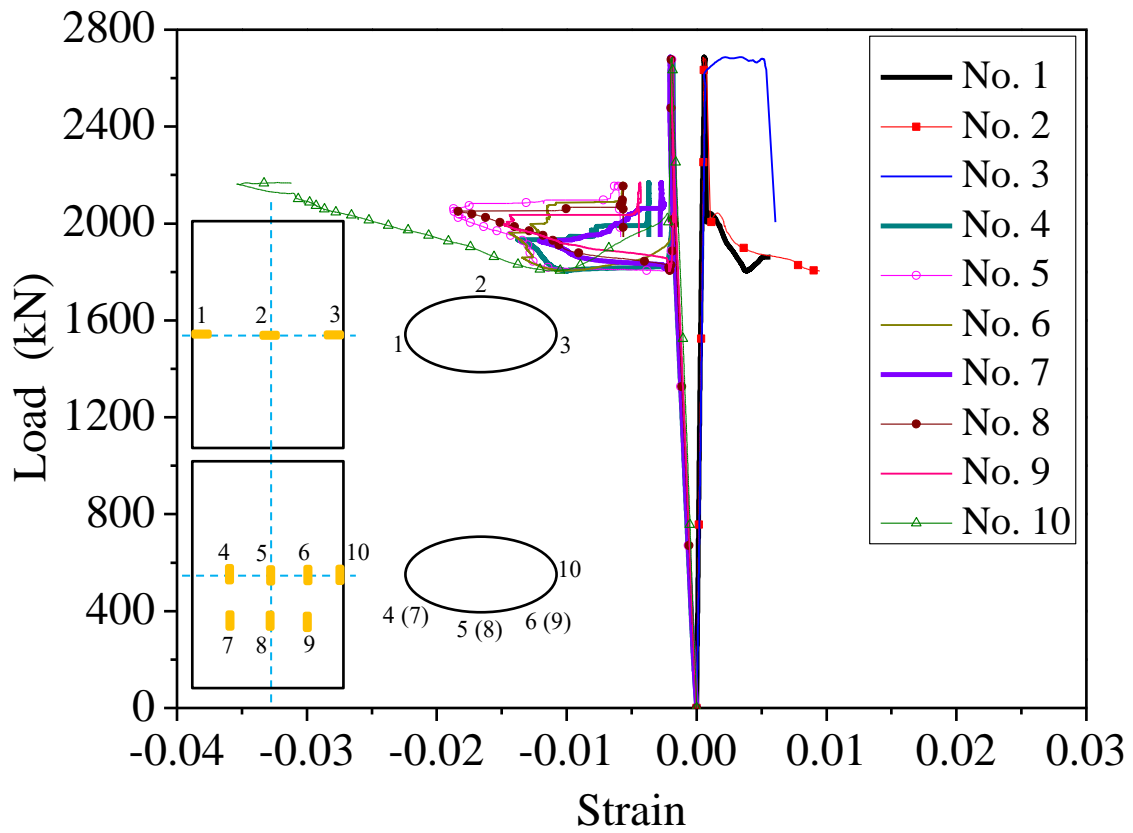 2800
2400
2000
1600
1200
800
400
0
Load (kN)
-0.04
-0.03
-0.02
-0.01
0.00
0.01
0.02
0.03
Strain
No. 1
No. 2
No. 3
No. 4
No. 5
No. 6
No. 7
No. 8
No. 9
No. 10
1 2 3
2
1 3
4 5 6 10
7 8 9
10
4 (7) 5 (8) 6 (9)